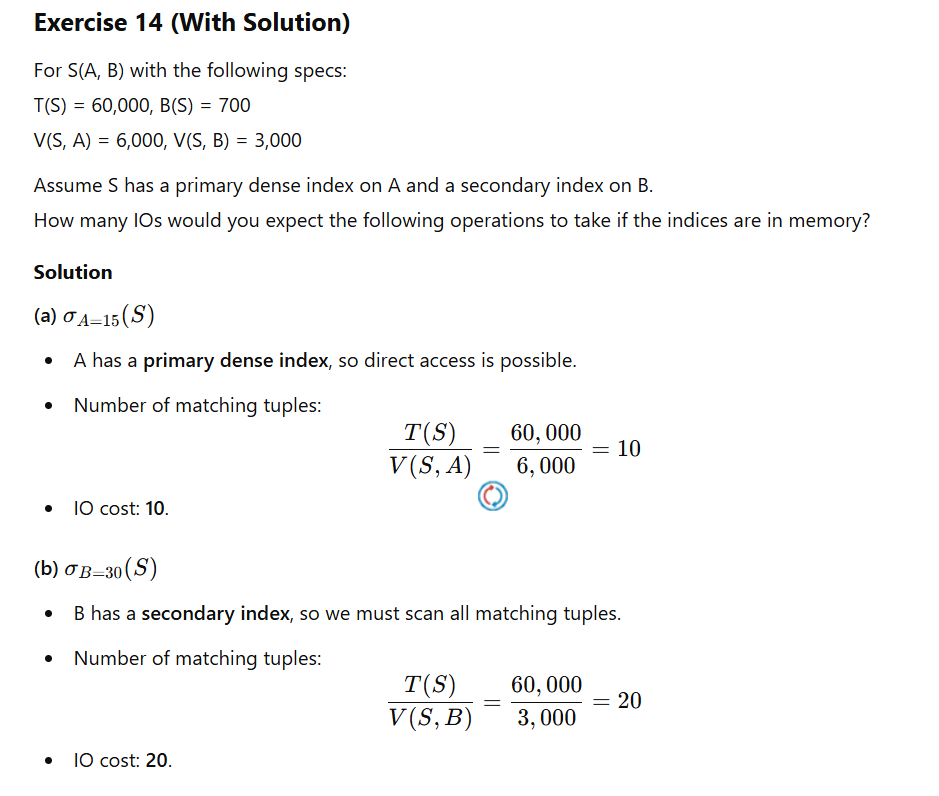 Exercise 14 (With Solution)
For S(A, B) with the following specs:
T(S) = 60,000, B(S) = 700
V(S, A) = 6,000, V(S, B) = 3,000
Assume S has a primary dense index on A and a secondary index on B.
How many IOs would you expect the following operations to take if the indices are in memory?
Solution
(a) σ_{A=15}(S)
• A has a primary dense index, so direct access is possible.
• Number of matching tuples:
T(S)/V(S, A) = 60,000/6,000 = 10
• IO cost: 10.
(b) σ_{B=30}(S)
• B has a secondary index, so we must scan all matching tuples.
• Number of matching tuples:
T(S)/V(S, B) = 60,000/3,000 = 20
• IO cost: 20.